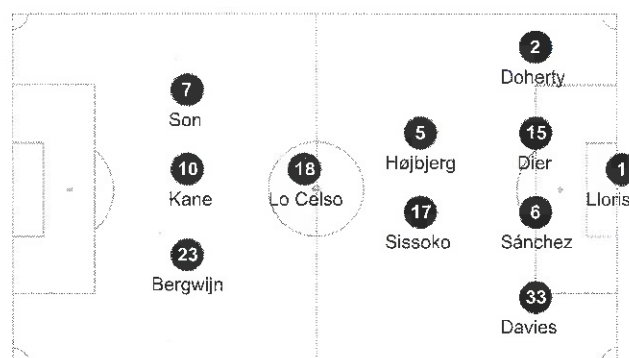 2
Doherty
7
Son
5
Højbjerg
15
Dier
10
Kane
18
Lo Celso
1
Lloris
17
Sissoko
6
Sánchez
23
Bergwijn
33
Davies